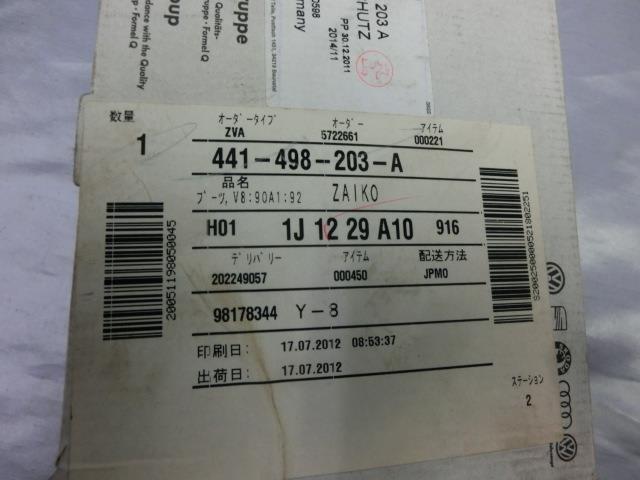 oup
dance with the Quality
- Formel Q
ruppe
Qualitäts-
ruppe - Formel Q
many
2014/11
PP 30.12.2011
HUTZ
203 A
数量
1
オーダータイプ オーダー アイテム
ZVA 5722661 000221
441-498-203-A
品名
ブーツ,V8:90A1:92 ZAIKO
H01 1J 12 29 A10 916
デリバリー アイテム 配送方法
202249057 000450 JPMO
98178344 Y-8
印刷日: 17.07.2012 08:53:37
出荷日: 17.07.2012
ステーション
2
20051198050045
S200250000521802251